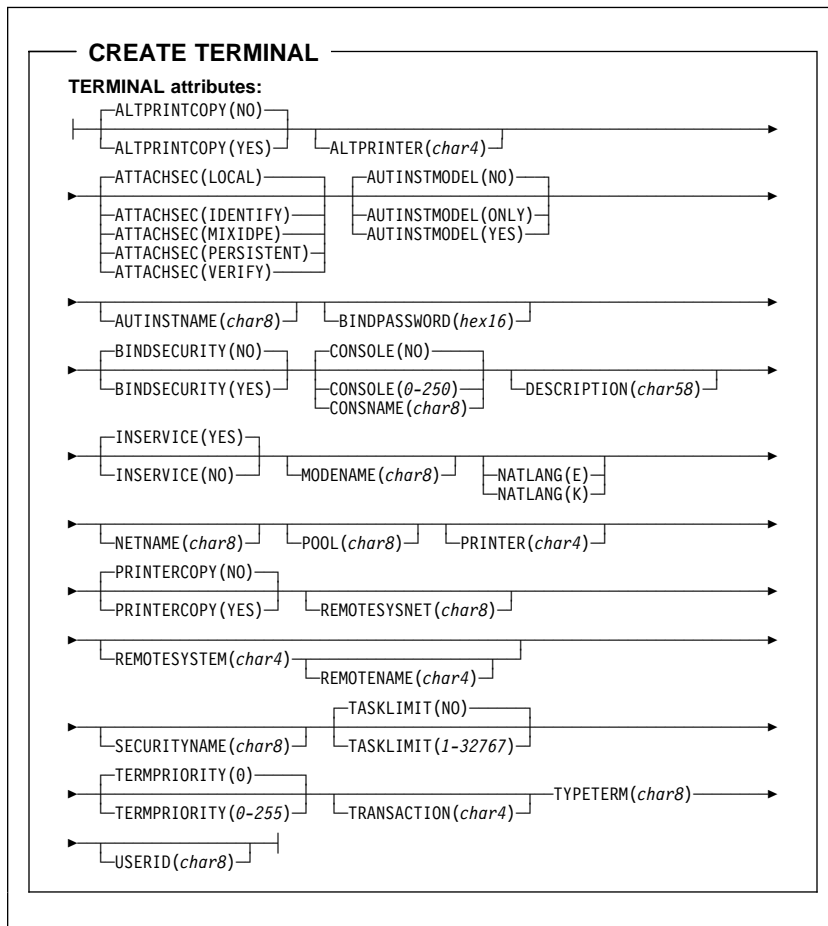 CREATE TERMINAL
TERMINAL attributes:
ALTPRINTCOPY(NO)
ALTPRINTCOPY(YES) ALTPRINTER(char4)
ATTACHSEC(LOCAL) AUTINSTMODEL(NO)
ATTACHSEC(IDENTIFY) AUTINSTMODEL(ONLY)
ATTACHSEC(MIXIDPE) AUTINSTMODEL(YES)
ATTACHSEC(PERSISTENT)
ATTACHSEC(VERIFY)
AUTINSTNAME(char8) BINDPASSWORD(hex16)
BINDSECURITY(NO) CONSOLE(NO)
BINDSECURITY(YES) CONSOLE(0-250) DESCRIPTION(char58)
CONSNAME(char8)
INSERVICE(YES)
INSERVICE(NO) MODENAME(char8) NATLANG(E)
NATLANG(K)
NETNAME(char8) POOL(char8) PRINTER(char4)
PRINTERCOPY(NO)
PRINTERCOPY(YES) REMOTESYSNET(char8)
REMOTESYSTEM(char4)
REMOTENAME(char4)
TASKLIMIT(NO)
SECURITYNAME(char8) TASKLIMIT(1-32767)
TERMPRIORITY(0) TYPETERM(char8)
TERMPRIORITY(0-255) TRANSACTION(char4)
USERID(char8)